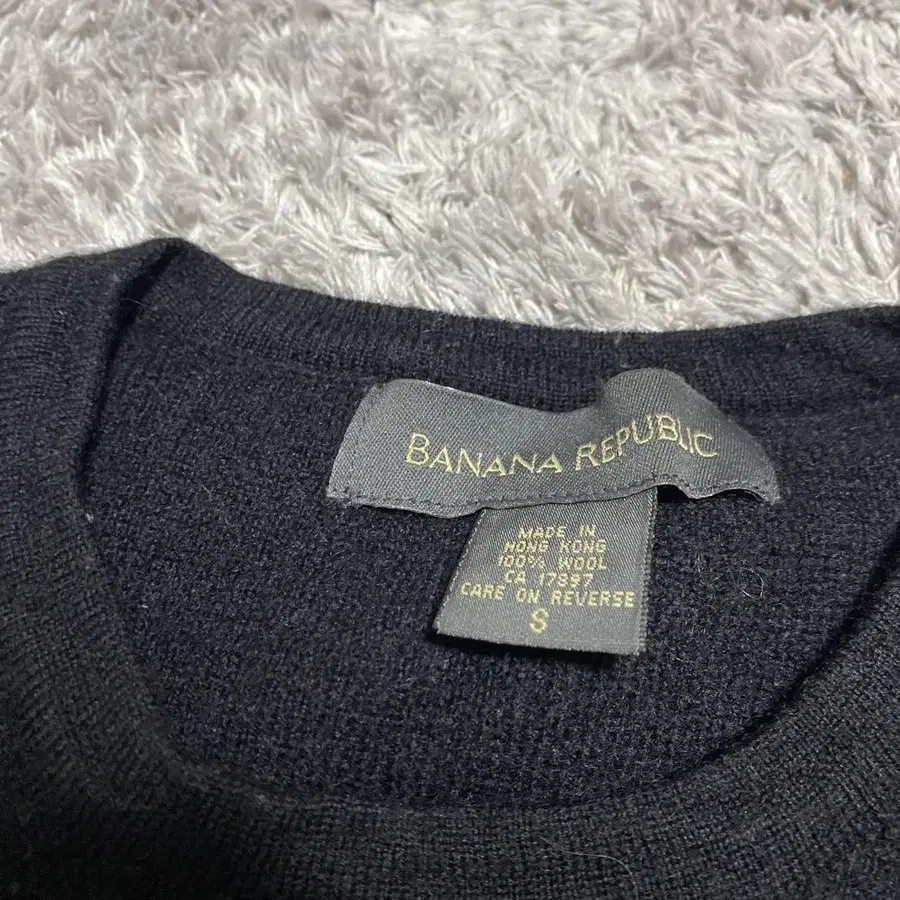 BANANA REPUBLIC
MADE IN
HONG KONG
100% WOOL
CA 17897
CARE ON REVERSE
S